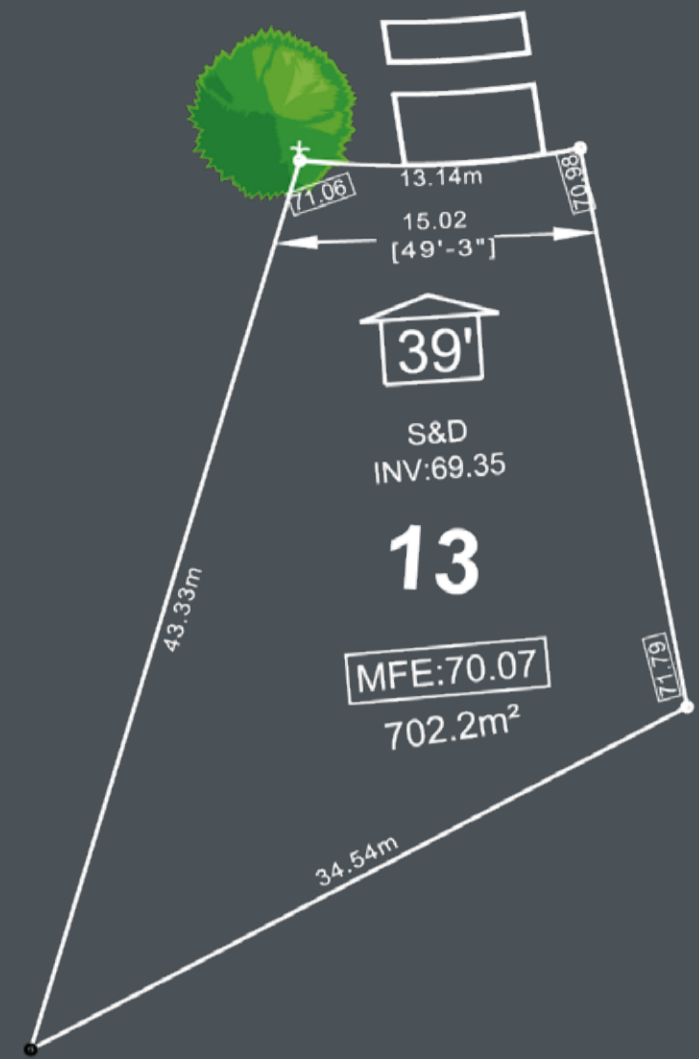 13.14m
71.06
70.98
15.02
[49'-3"]
39'
S&D
INV:69.35
13
43.33m
MFE:70.07
71.79
702.2m²
34.54m